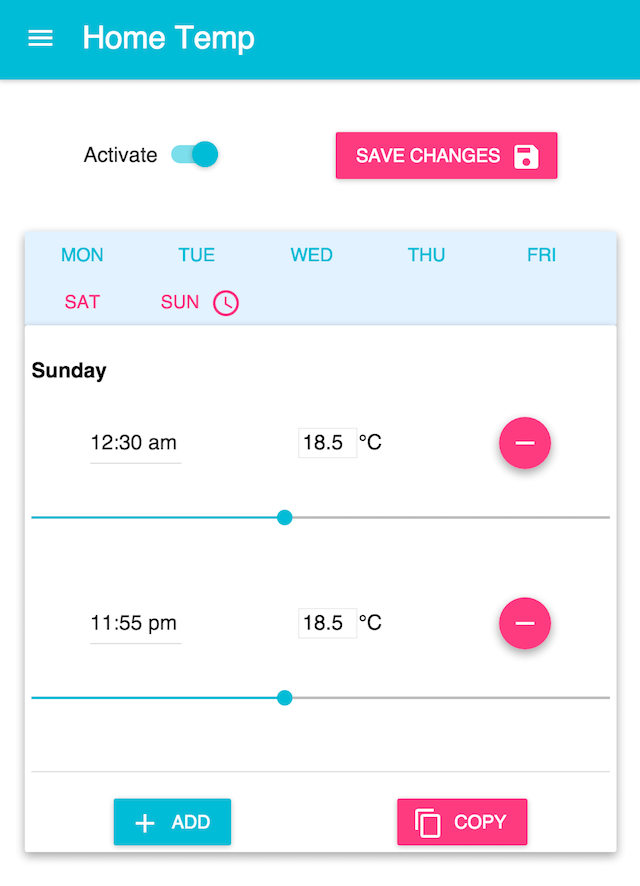 Home Temp
Activate
SAVE CHANGES
MON TUE WED THU FRI
SAT SUN
Sunday
12:30 am 18.5 °C
11:55 pm 18.5 °C
ADD COPY